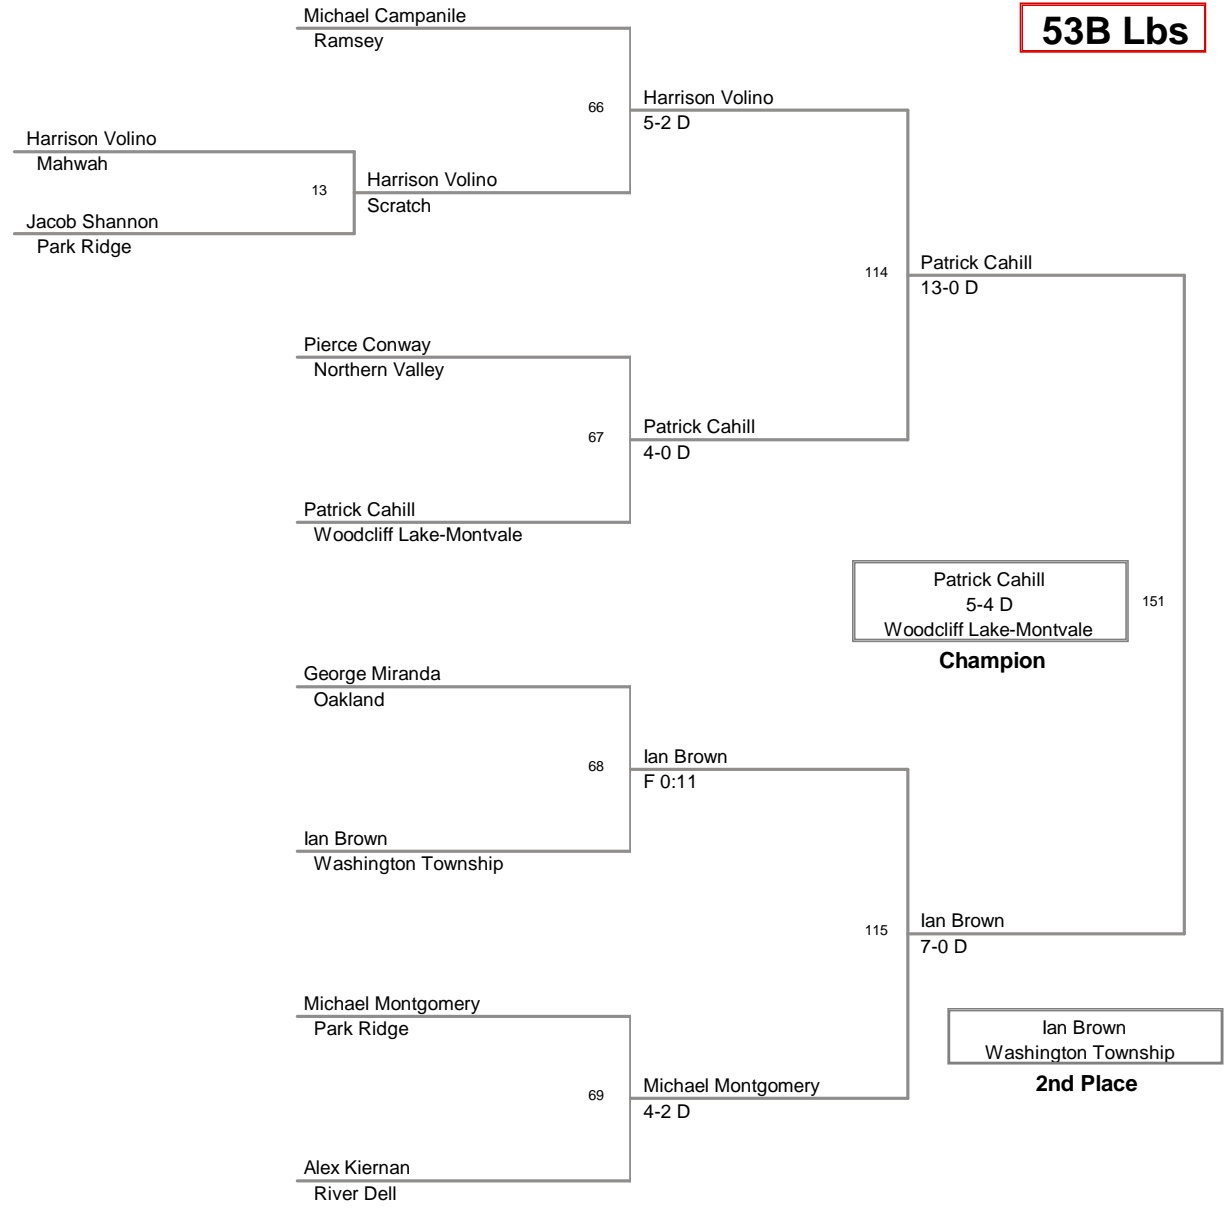 Michael Campanile
Ramsey
53B Lbs
66
Harrison Volino
5-2 D
Harrison Volino
Mahwah
13
Harrison Volino
Scratch
Jacob Shannon
Park Ridge
114
Patrick Cahill
13-0 D
Pierce Conway
Northern Valley
67
Patrick Cahill
4-0 D
Patrick Cahill
Woodcliff Lake-Montvale
Patrick Cahill
5-4 D
Woodcliff Lake-Montvale
151
Champion
George Miranda
Oakland
68
Ian Brown
F 0:11
Ian Brown
Washington Township
115
Ian Brown
7-0 D
Michael Montgomery
Park Ridge
Ian Brown
Washington Township
2nd Place
69
Michael Montgomery
4-2 D
Alex Kiernan
River Dell